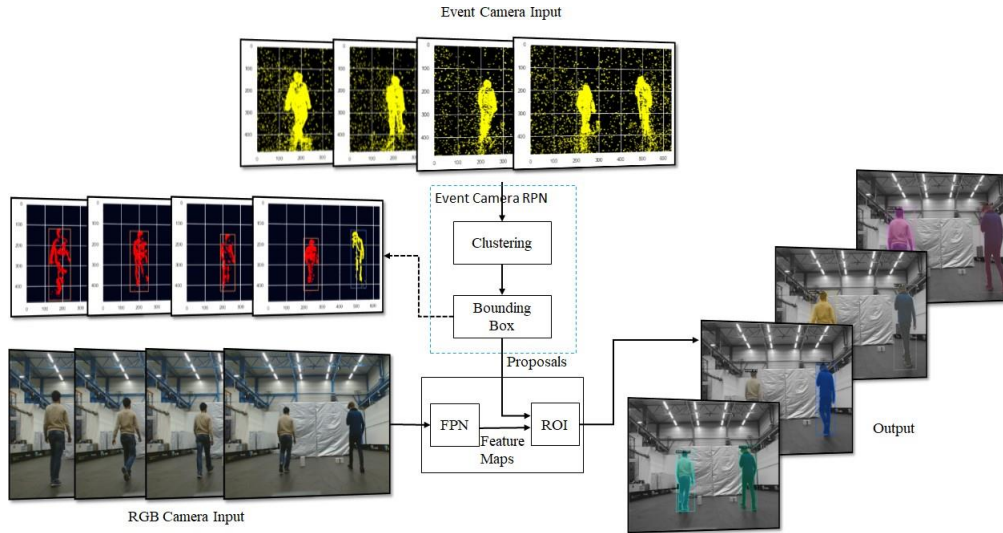 Event Camera Input
Event Camera RPN
Clustering
Bounding
Box
Proposals
FPN
ROI
Feature
Maps
Output
RGB Camera Input